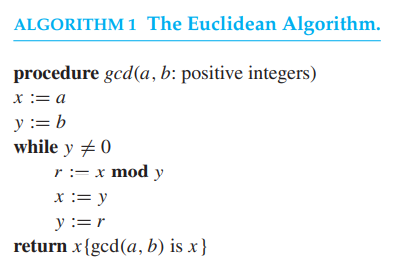 ALGORITHM 1 The Euclidean Algorithm.
procedure gcd(a, b: positive integers)
x := a
y := b
while y ≠ 0
r := x mod y
x := y
y := r
return x{gcd(a, b) is x}